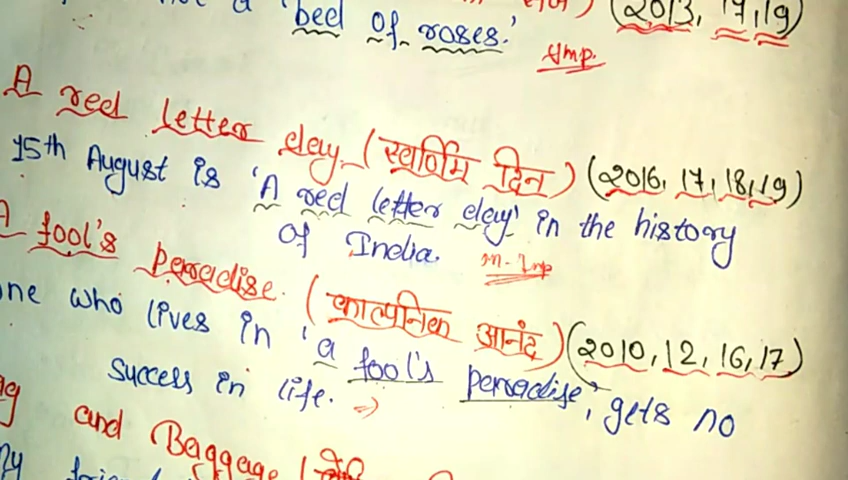 'bed of roses.' (2013, 17, 19)
Imp.
A red letter day. (स्वर्णिम दिन) (2016, 17, 18, 19)
15th August is 'A red letter day' in the history
of India. m. Imp
A fool's peradise. (काल्पनिक आनंद) (2010, 12, 16, 17)
one who lives in 'a fool's peradise', gets no
success in life.
and Baggage